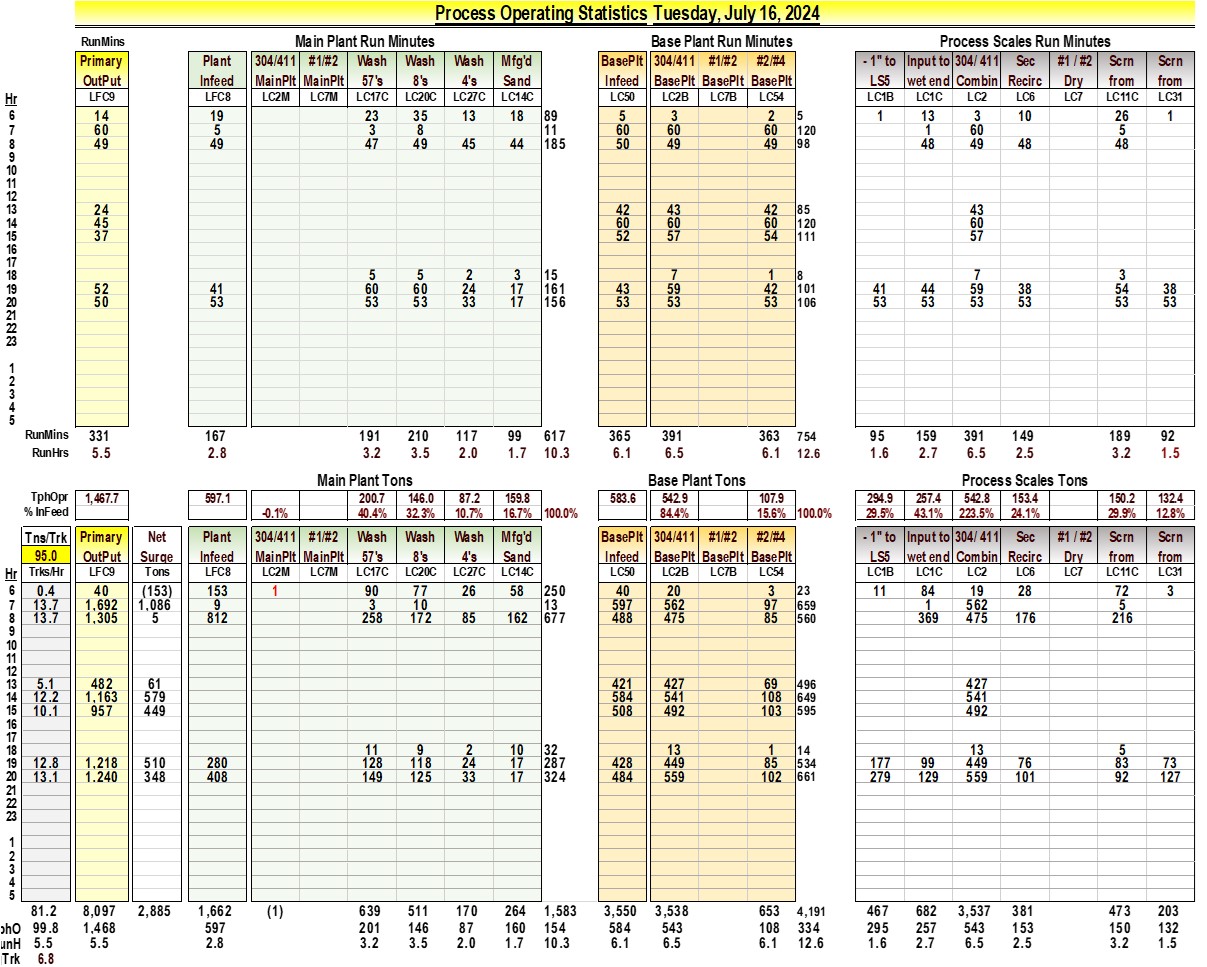 Process Operating Statistics Tuesday, July 16, 2024
RunMins Main Plant Run Minutes Base Plant Run Minutes Process Scales Run Minutes
Primary Plant 304/411 #1/#2 Wash Wash Wash Mfg'd BasePlt 304/411 #1/#2 #2/#4 - 1" to Input to 304/ 411 Sec #1 / #2 Scrn Scrn
OutPut Infeed MainPlt MainPlt 57's 8's 4's Sand Infeed BasePlt BasePlt BasePlt LS5 wet end Combin Recirc Dry from from
Hr LFC9 LFC8 LC2M LC7M LC17C LC20C LC27C LC14C LC50 LC2B LC7B LC54 LC1B LC1C LC2 LC6 LC7 LC11C LC31
6 14 19 23 35 13 18 89 5 3 2 5 1 13 3 10 26 1
7 60 5 3 8 11 60 60 60 120 1 60 5
8 49 49 47 49 45 44 185 50 49 49 98 48 49 48 48
9
10
11
12
13 24 42 43 42 85 43
14 45 60 60 60 120 60
15 37 52 57 54 111 57
16
17
18 5 5 2 3 15 7 1 8 7 3
19 52 41 60 60 24 17 161 43 59 42 101 41 44 59 38 54 38
20 50 53 53 53 33 17 156 53 53 53 106 53 53 53 53 53 53
21
22
23
1
2
3
4
5
RunMins 331 167 191 210 117 99 617 365 391 363 754 95 159 391 149 189 92
RunHrs 5.5 2.8 3.2 3.5 2.0 1.7 10.3 6.1 6.5 6.1 12.6 1.6 2.7 6.5 2.5 3.2 1.5
Main Plant Tons Base Plant Tons Process Scales Tons
TphOpr 1,467.7 597.1 200.7 146.0 87.2 159.8 583.6 542.9 107.9 294.9 257.4 542.8 153.4 150.2 132.4
% InFeed -0.1% 40.4% 32.3% 10.7% 16.7% 100.0% 84.4% 15.6% 100.0% 29.5% 43.1% 223.5% 24.1% 29.9% 12.8%
Tns/Trk Primary Net Plant 304/411 #1/#2 Wash Wash Wash Mfg'd BasePlt 304/411 #1/#2 #2/#4 - 1" to Input to 304/ 411 Sec #1 / #2 Scrn Scrn
95.0 OutPut Surge Infeed MainPlt MainPlt 57's 8's 4's Sand Infeed BasePlt BasePlt BasePlt LS5 wet end Combin Recirc Dry from from
Hr Trks/Hr LFC9 Tons LFC8 LC2M LC7M LC17C LC20C LC27C LC14C LC50 LC2B LC7B LC54 LC1B LC1C LC2 LC6 LC7 LC11C LC31
6 0.4 40 (153) 153 1 90 77 26 58 250 40 20 3 23 11 84 19 28 72 3
7 13.7 1,692 1,086 9 3 10 13 597 562 97 659 1 562 5
8 13.7 1,305 5 812 258 172 85 162 677 488 475 85 560 369 475 176 216
9
10
11
12
13 5.1 482 61 421 427 69 496 427
14 12.2 1,163 579 584 541 108 649 541
15 10.1 957 449 508 492 103 595 492
16
17
18 11 9 2 10 32 13 1 14 13 5
19 12.8 1,218 510 280 128 118 24 17 287 428 449 85 534 177 99 449 76 83 73
20 13.1 1,240 348 408 149 125 33 17 324 484 559 102 661 279 129 559 101 92 127
21
22
23
1
2
3
4
5
81.2 8,097 2,885 1,662 (1) 639 511 170 264 1,583 3,550 3,538 653 4,191 467 682 3,537 381 473 203
phO 99.8 1,468 597 201 146 87 160 154 584 543 108 334 295 257 543 153 150 132
unH 5.5 5.5 2.8 3.2 3.5 2.0 1.7 10.3 6.1 6.5 6.1 12.6 1.6 2.7 6.5 2.5 3.2 1.5
Trk 6.8